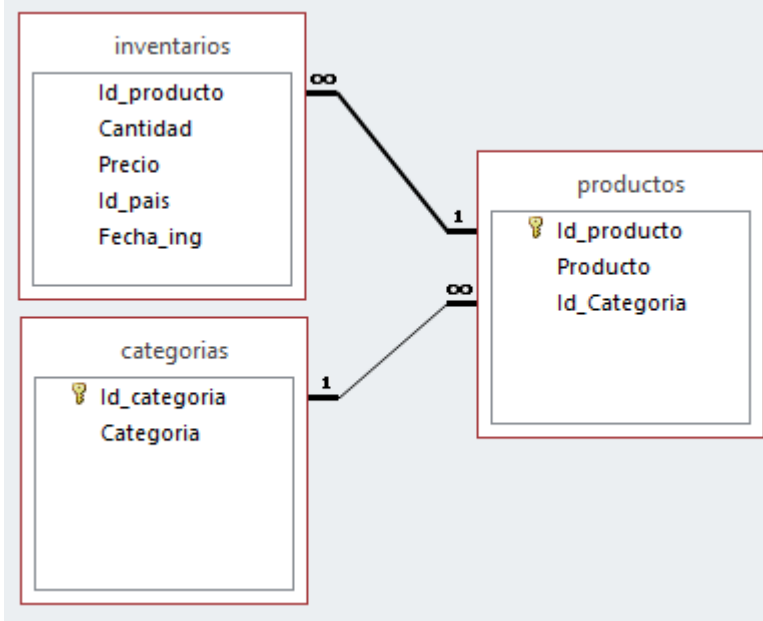 inventarios
Id_producto
Cantidad
Precio
Id_pais
Fecha_ing
∞
1
productos
Id_producto
Producto
Id_Categoria
∞
1
categorias
Id_categoria
Categoria